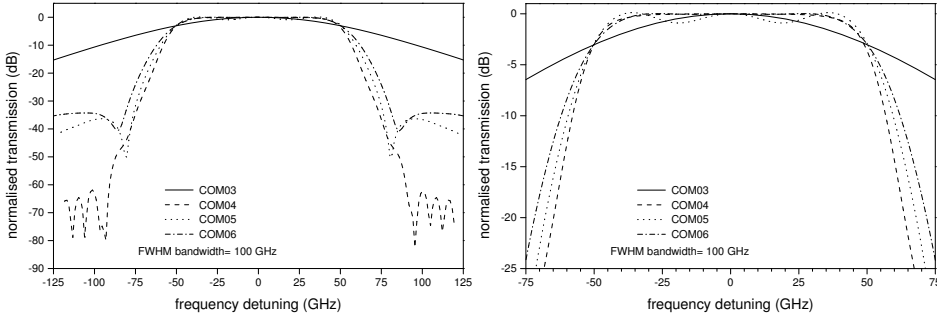 normalised transmission (dB)
0
-10
-20
-30
-40
-50
-60
-70
-80
-90
COM03
COM04
COM05
COM06
FWHM bandwidth= 100 GHz
-125 -100 -75 -50 -25 0 25 50 75 100 125
frequency detuning (GHz)
normalised transmission (dB)
0
-5
-10
-15
-20
-25
COM03
COM04
COM05
COM06
FWHM bandwidth= 100 GHz
-75 -50 -25 0 25 50 75
frequency detuning (GHz)